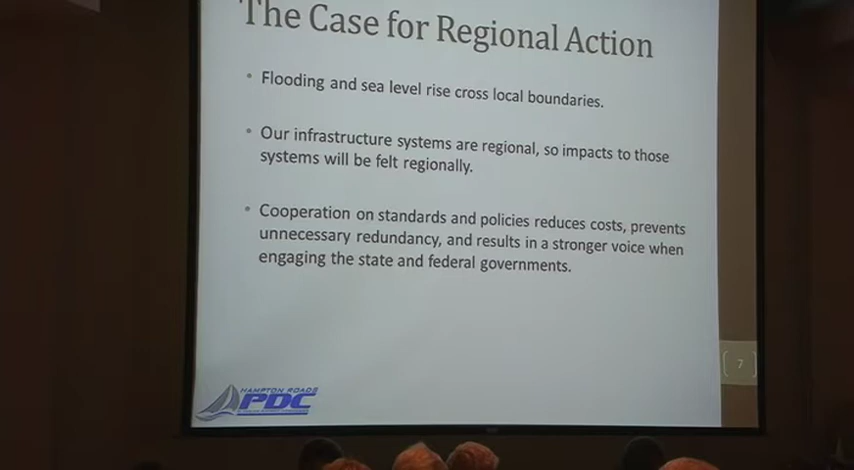 The Case for Regional Action
• Flooding and sea level rise cross local boundaries.
• Our infrastructure systems are regional, so impacts to those
systems will be felt regionally.
• Cooperation on standards and policies reduces costs, prevents
unnecessary redundancy, and results in a stronger voice when
engaging the state and federal governments.
7
HAMPTON ROADS
PDC